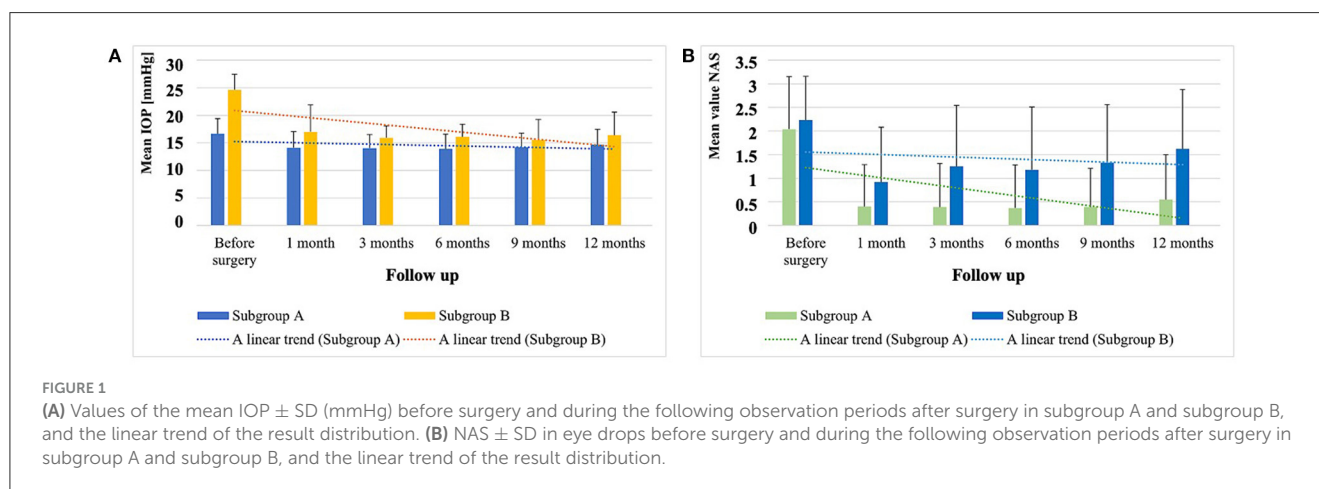 A
Mean IOP [mmHg]
30
25
20
15
10
5
0
Before surgery
1 month
3 months
6 months
9 months
12 months
Follow up
Subgroup A
Subgroup B
A linear trend (Subgroup A)
A linear trend (Subgroup B)
B
Mean value NAS
3.5
3
2.5
2
1.5
1
0.5
0
Before surgery
1 month
3 months
6 months
9 months
12 months
Follow up
Subgroup A
Subgroup B
A linear trend (Subgroup A)
A linear trend (Subgroup B)
FIGURE 1
(A) Values of the mean IOP ± SD (mmHg) before surgery and during the following observation periods after surgery in subgroup A and subgroup B,
and the linear trend of the result distribution. (B) NAS ± SD in eye drops before surgery and during the following observation periods after surgery in
subgroup A and subgroup B, and the linear trend of the result distribution.